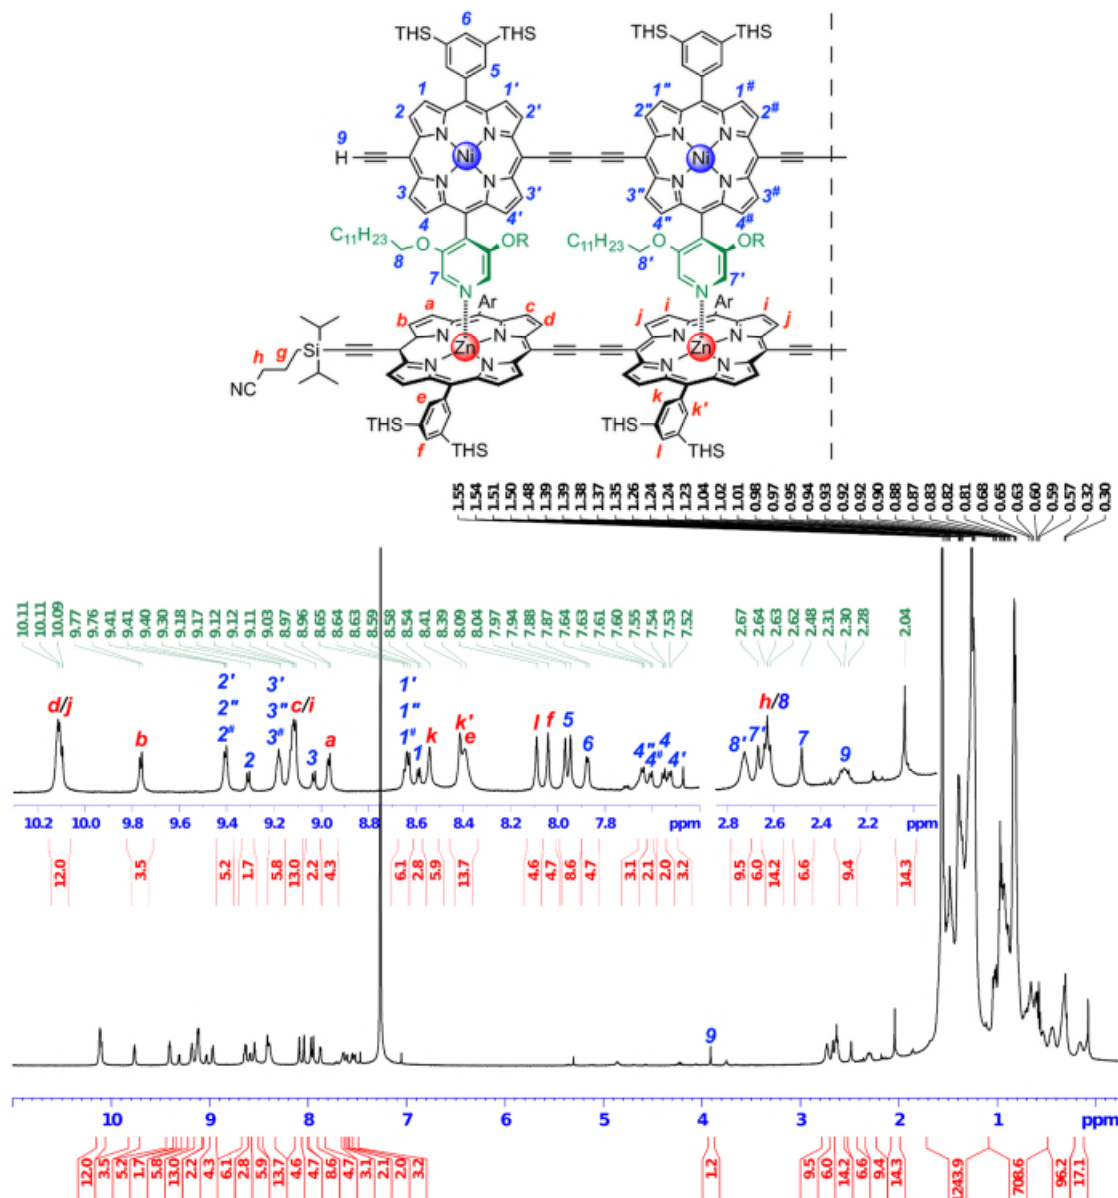 6
THS THS THS THS
5
1 1' 1" 1#
2 2' 2" 2#
N N N N
9
H Ni Ni
N N N N
3 3' 3" 3#
4 4' 4" 4#
C11H23 O OR C11H23 O OR
8 7 8' 7'
N N
a Ar c i Ar i
b d j j
N N N N
Zn Zn
N N N N
h g Si
NC
e k k'
THS THS
f THS l THS
1.55 1.54 1.51 1.50 1.48 1.39 1.39 1.38 1.37 1.35 1.26 1.24 1.24 1.23 1.04 1.02 1.01 0.98 0.97 0.95 0.94 0.93 0.92 0.92 0.90 0.88 0.87 0.83 0.82 0.81 0.68 0.65 0.63 0.60 0.59 0.57 0.32 0.30
10.11 10.11 10.09 9.77 9.76 9.41 9.41 9.40 9.30 9.18 9.17 9.12 9.12 9.11 9.03 8.97 8.96 8.65 8.64 8.63 8.59 8.58 8.54 8.41 8.39 8.09 8.04 7.97 7.94 7.88 7.87 7.64 7.63 7.61 7.60 7.55 7.54 7.53 7.52 2.67 2.64 2.63 2.62 2.48 2.31 2.30 2.28 2.04
2' 3' 1'
d/j 2" 3" c/i 1" k' l f 5 h/8
b 2# 2 3# 3 a 1# 1 k e 6 4" 4# 4 4' 8' 7' 7 9
10.2 10.0 9.8 9.6 9.4 9.2 9.0 8.8 8.6 8.4 8.2 8.0 7.8 ppm 2.8 2.6 2.4 2.2 ppm
12.0 3.5 5.2 1.7 5.8 13.0 2.2 4.3 6.1 2.8 5.9 13.7 4.6 4.7 8.6 4.7 3.1 2.1 2.0 3.2 9.5 6.0 14.2 6.6 9.4 14.3
9
10 9 8 7 6 5 4 3 2 1 ppm
12.0 3.5 5.2 1.7 5.8 13.0 2.2 4.3 6.1 2.8 5.9 13.7 4.6 4.7 8.6 4.7 3.1 2.1 2.0 3.2 1.2 9.5 6.0 14.2 6.6 9.4 14.3 1243.9 708.6 96.2 17.1